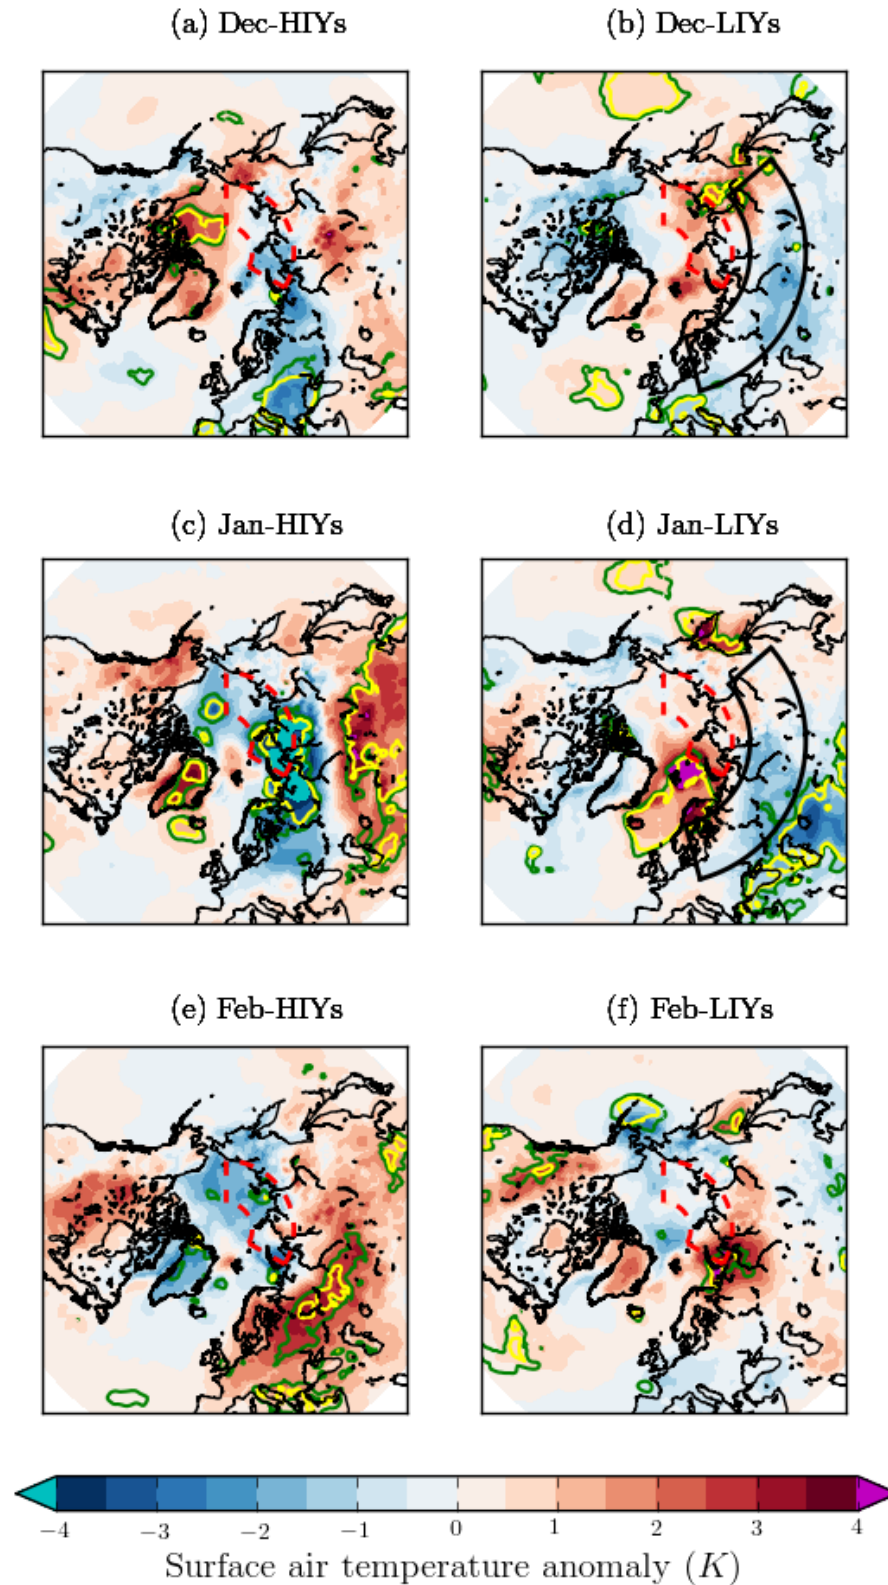 (a) Dec-HIYs
(b) Dec-LIYs
(c) Jan-HIYs
(d) Jan-LIYs
(e) Feb-HIYs
(f) Feb-LIYs
−4 −3 −2 −1 0 1 2 3 4
Surface air temperature anomaly (K)